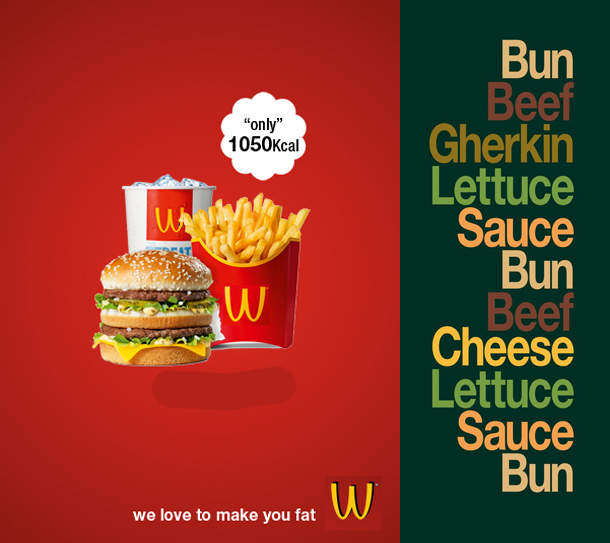 “only”
1050Kcal
W
W
we love to make you fat
W
Bun
Beef
Gherkin
Lettuce
Sauce
Bun
Beef
Cheese
Lettuce
Sauce
Bun